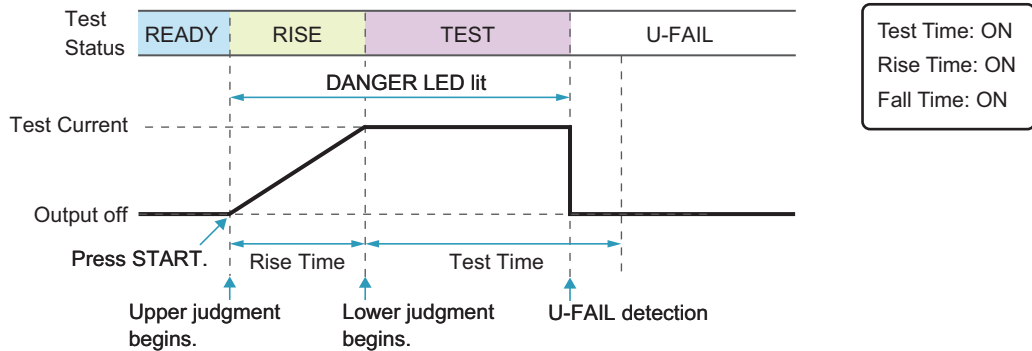 Test
Status
READY
RISE
TEST
U-FAIL
Test Time: ON
Rise Time: ON
Fall Time: ON
DANGER LED lit
Test Current
Output off
Press START.
Rise Time
Test Time
Upper judgment
begins.
Lower judgment
begins.
U-FAIL detection